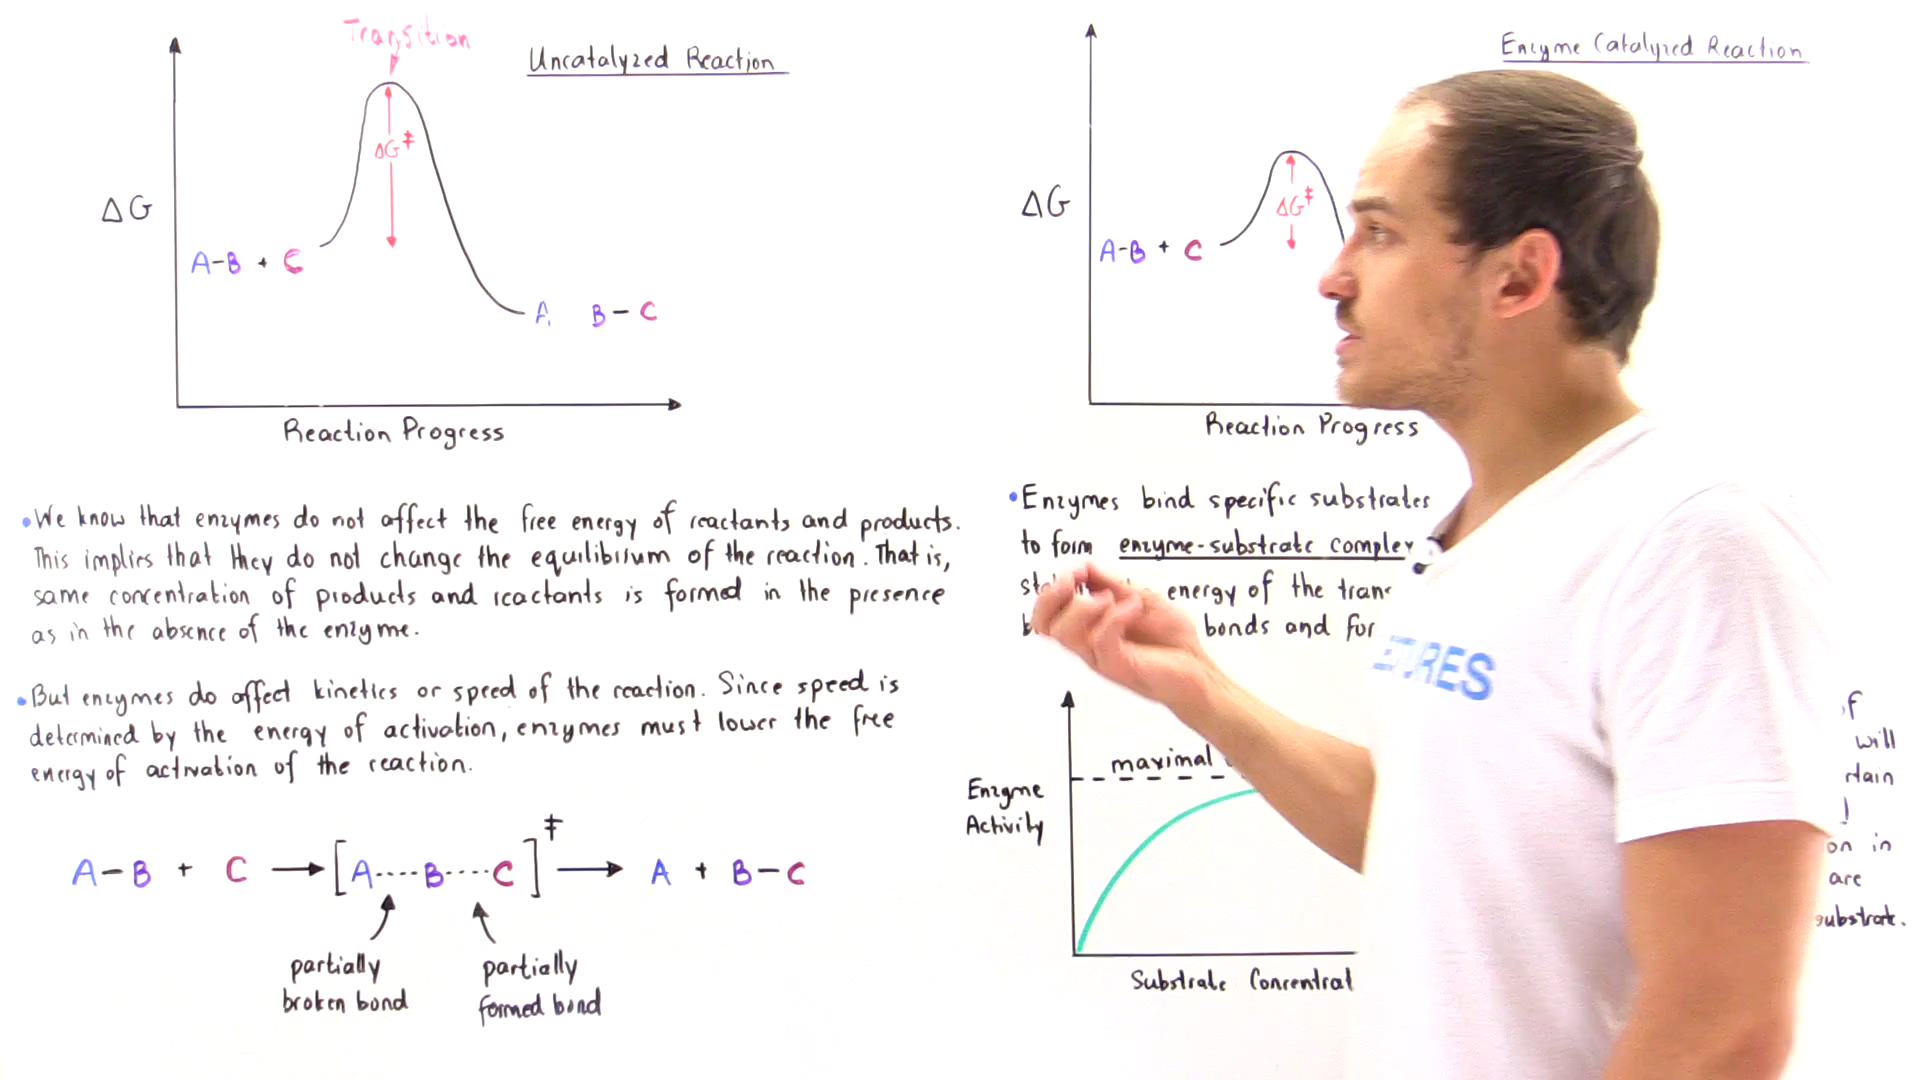 Transition
Uncatalyzed Reaction
ΔG‡
ΔG
A-B + C
A B-C
Reaction Progress
•We know that enzymes do not affect the free energy of reactants and products.
This implies that they do not change the equilibrium of the reaction. That is,
same concentration of products and reactants is formed in the presence
as in the absence of the enzyme.
•But enzymes do affect kinetics or speed of the reaction. Since speed is
determined by the energy of activation, enzymes must lower the free
energy of activation of the reaction.
A-B + C → [A····B····C]‡ → A + B-C
partially
broken bond
partially
formed bond
Enzyme Catalyzed Reaction
ΔG‡
ΔG
A-B + C
Reaction Progress
•Enzymes bind specific substrates
to form enzyme-substrate complex
energy of the
bonds and
ETURES
maximal
Enzyme
Activity
Substrate Concentrat
will
on in
are
substrate.